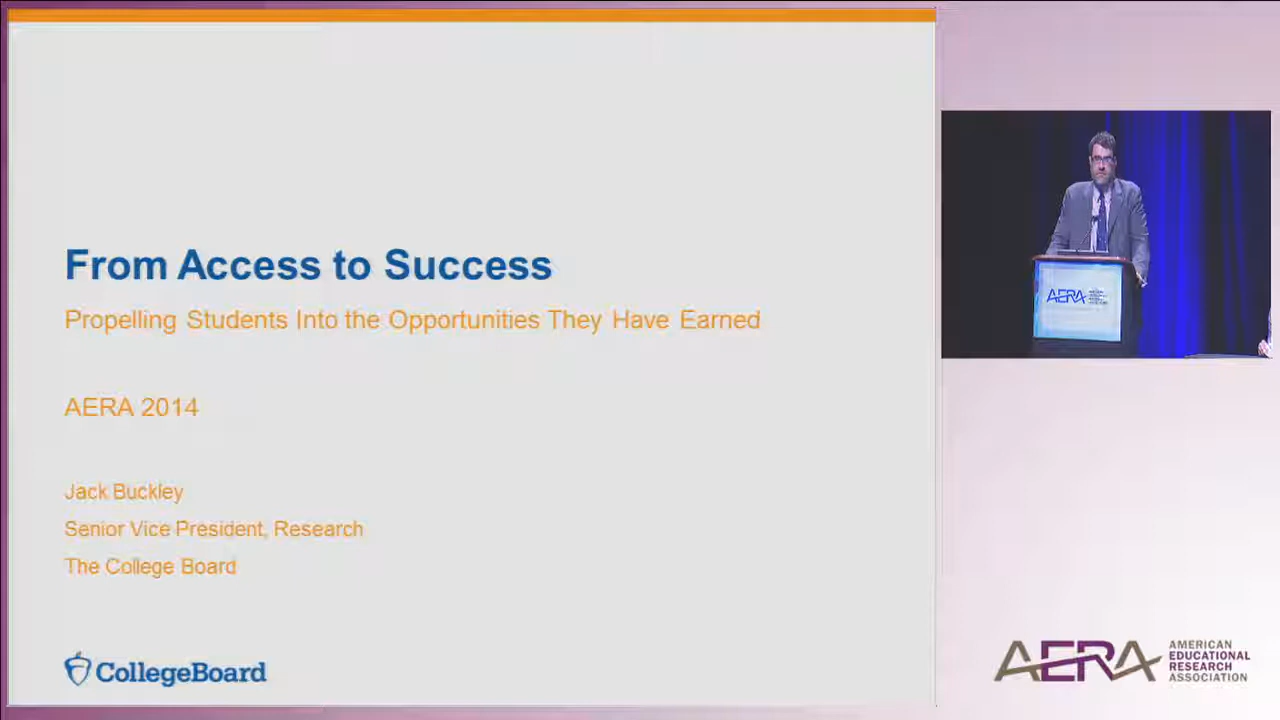 From Access to Success
Propelling Students Into the Opportunities They Have Earned
AERA 2014
Jack Buckley
Senior Vice President, Research
The College Board
CollegeBoard
AERA
AERA
AMERICAN
EDUCATIONAL
RESEARCH
ASSOCIATION